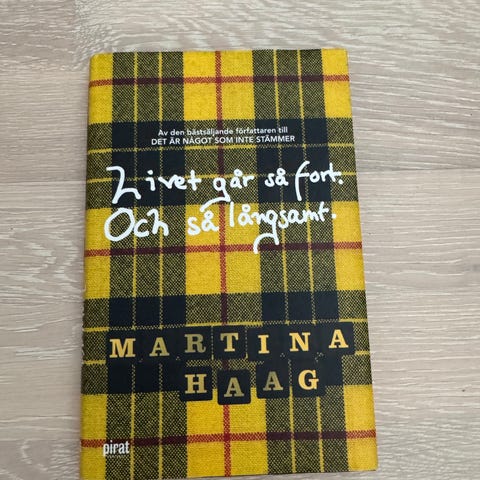 Av den bästsäljande författaren till
DET ÄR NÅGOT SOM INTE STÄMMER
Livet går så fort.
Och så långsamt.
MARTINA
HAAG
pirat